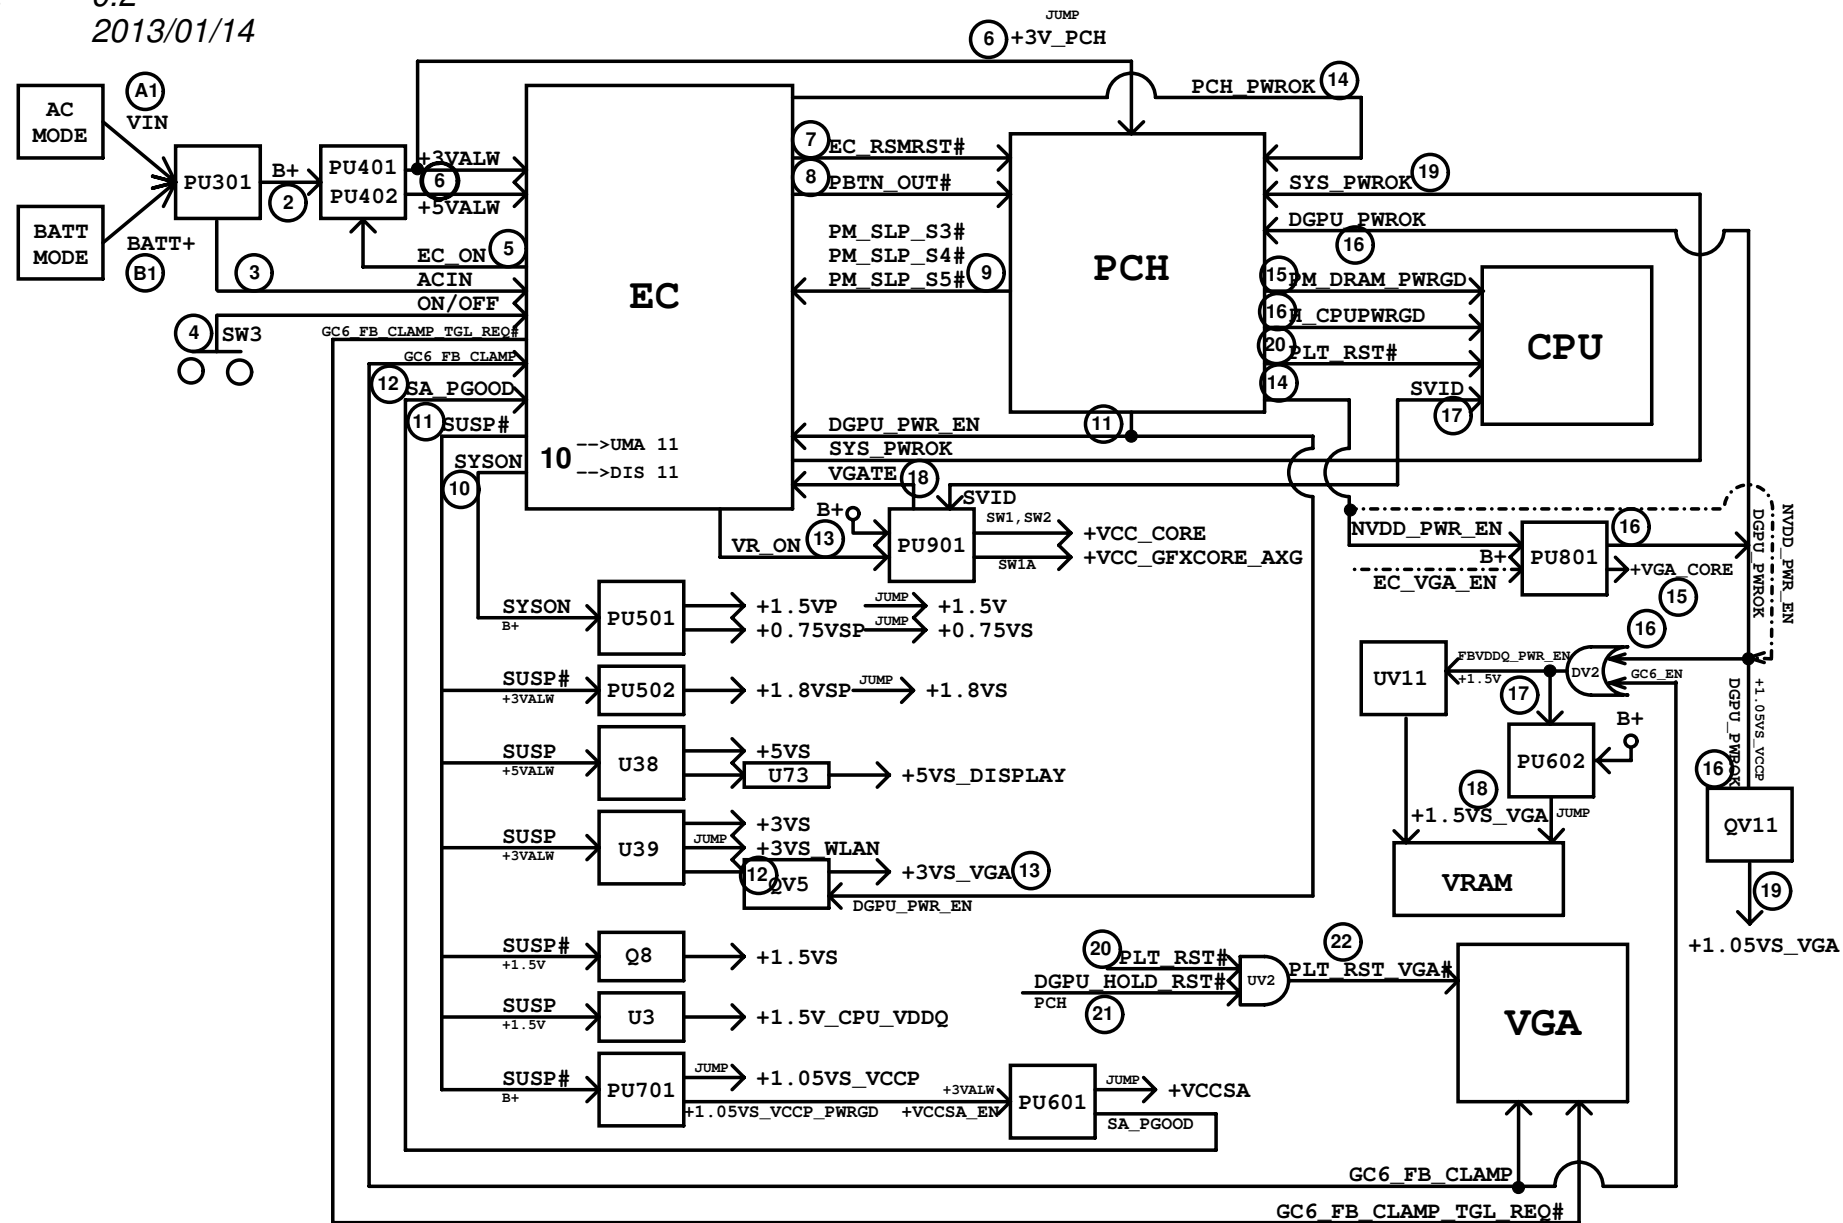 2013/01/14
JUMP
6 +3V_PCH
PCH_PWROK 14
AC
MODE
A1
VIN
BATT
MODE
BATT+
B1
PU301
B+
2
PU401
PU402
+3VALW
6
+5VALW
EC_ON 5
3 ACIN
ON/OFF
4 SW3
GC6_FB_CLAMP_TGL_REQ#
GC6_FB_CLAMP
12 SA_PGOOD
11 SUSP#
SYSON
10
EC
10 -->UMA 11
-->DIS 11
7 EC_RSMRST#
8 PBTN_OUT#
PM_SLP_S3#
PM_SLP_S4#
PM_SLP_S5# 9
PCH
SYS_PWROK 19
DGPU_PWROK
16
15 PM_DRAM_PWRGD
16 H_CPUPWRGD
20 PLT_RST#
14
SVID
17
CPU
DGPU_PWR_EN
11
SYS_PWROK
VGATE 18
SVID
B+
VR_ON 13
PU901
SW1,SW2
+VCC_CORE
SW1A
+VCC_GFXCORE_AXG
NVDD_PWR_EN
B+
EC_VGA_EN
PU801
16
+VGA_CORE
15
DGPU_PWROK
NVDD_PWR_EN
SYSON
B+
PU501
+1.5VP JUMP +1.5V
+0.75VSP JUMP +0.75VS
SUSP#
+3VALW
PU502
+1.8VSP JUMP +1.8VS
SUSP
+5VALW
U38
+5VS
U73
+5VS_DISPLAY
SUSP
+3VALW
U39
+3VS
JUMP
+3VS_WLAN
12 QV5
+3VS_VGA 13
DGPU_PWR_EN
SUSP#
+1.5V
Q8
+1.5VS
SUSP
+1.5V
U3
+1.5V_CPU_VDDQ
SUSP#
B+
PU701
JUMP
+1.05VS_VCCP
+1.05VS_VCCP_PWRGD
+3VALW
+VCCSA_EN
PU601
JUMP
+VCCSA
SA_PGOOD
UV11
FBVDDQ_PWR_EN
+1.5V
17
DV2
16
GC6_EN
B+
PU602
18
+1.5VS_VGA JUMP
VRAM
DGPU_PWROK
+1.05VS_VCCP
16
QV11
19
+1.05VS_VGA
20 PLT_RST#
DGPU_HOLD_RST#
PCH
21
UV2
22
PLT_RST_VGA#
VGA
GC6_FB_CLAMP
GC6_FB_CLAMP_TGL_REQ#